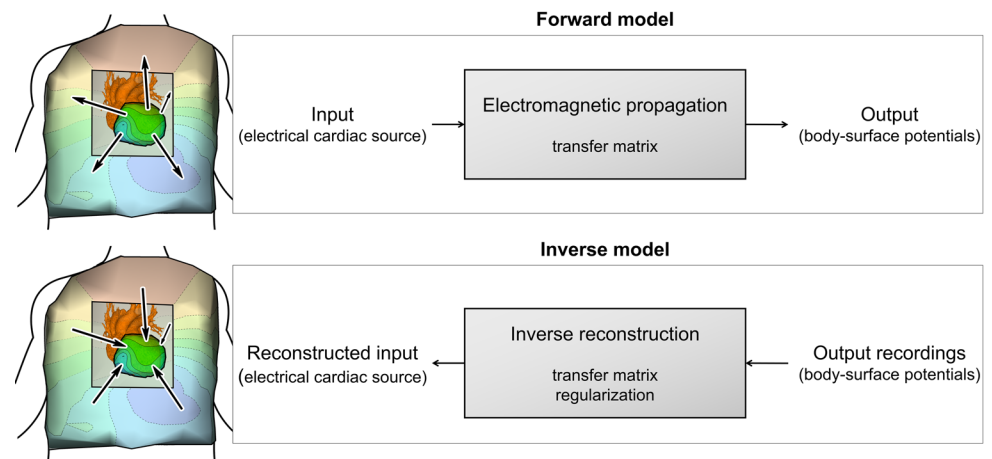 Forward model
Input
(electrical cardiac source)
Electromagnetic propagation
transfer matrix
Output
(body-surface potentials)
Inverse model
Reconstructed input
(electrical cardiac source)
Inverse reconstruction
transfer matrix
regularization
Output recordings
(body-surface potentials)